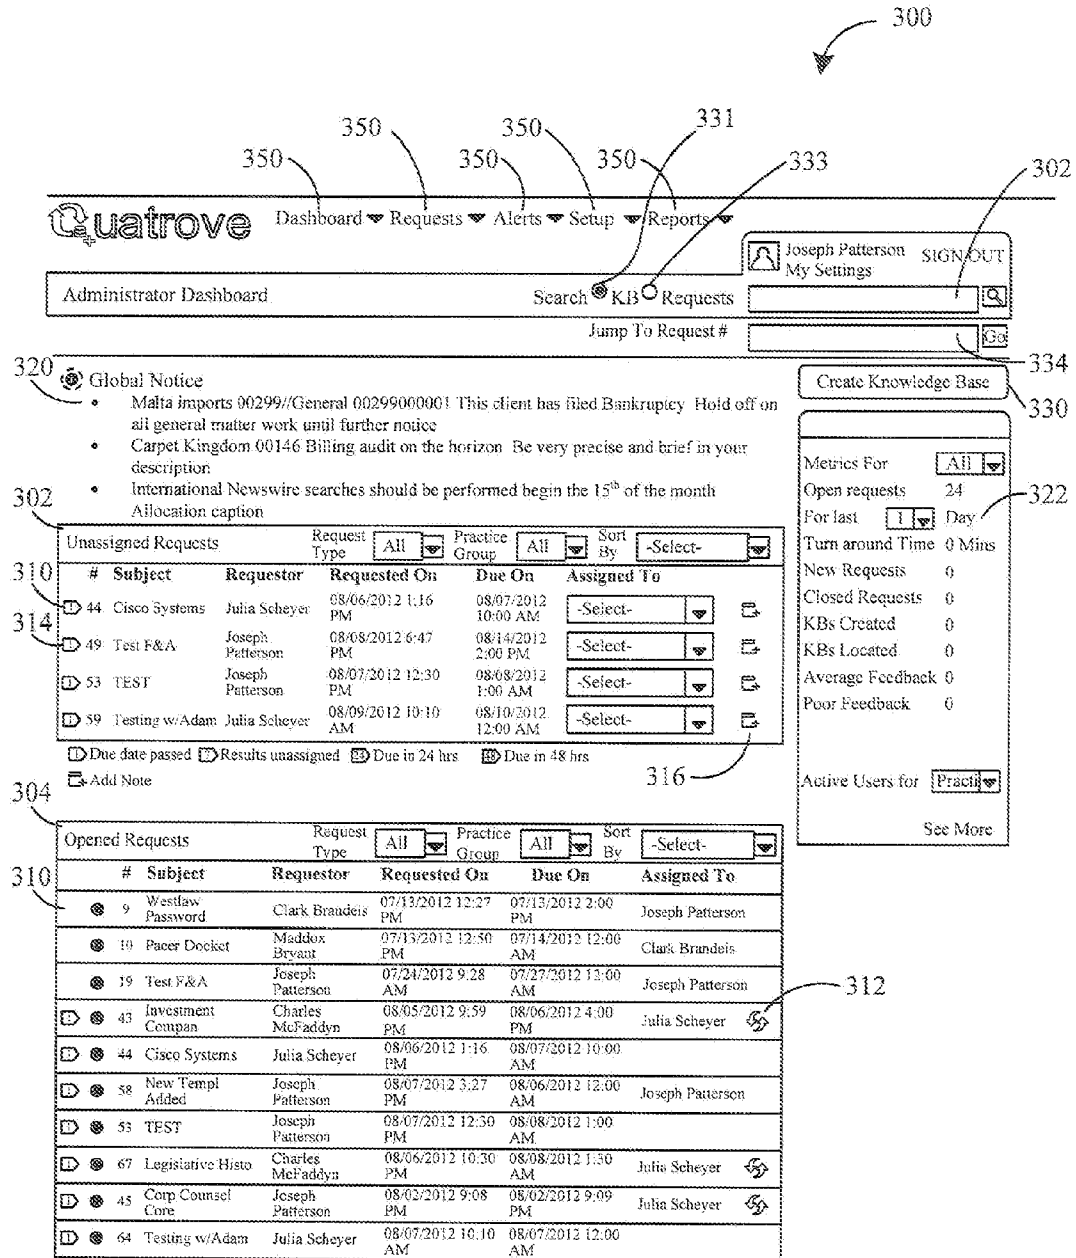 300
350
350
331
350
350
350
333
302
Quatrove
Dashboard Requests Alerts Setup Reports
Joseph Patterson SIGN OUT
My Settings
Administrator Dashboard
Search KB Requests
Jump To Request # Go
334
320
Global Notice
Malta imports 00299//General 00299000001 This client has filed Bankruptcy Hold off on
all general matter work until further notice
Carpet Kingdom 00146 Billing audit on the horizon Be very precise and brief in your
description
International Newswire searches should be performed begin the 15th of the month
Allocation caption
Create Knowledge Base
330
Metrics For All
Open requests 24
For last 1 Day
322
Turn around Time 0 Mins
New Requests 0
Closed Requests 0
KBs Created 0
KBs Located 0
Average Feedback 0
Poor Feedback 0
Active Users for Practi
See More
302
Unassigned Requests Request Type All Practice Group All Sort By -Select-
# Subject Requestor Requested On Due On Assigned To
310
44 Cisco Systems Julia Scheyer 08/06/2012 1:16 PM 08/07/2012 10:00 AM -Select-
314
49 Test F&A Joseph Patterson 08/08/2012 6:47 PM 08/14/2012 2:00 PM -Select-
53 TEST Joseph Patterson 08/07/2012 12:30 PM 08/08/2012 1:00 AM -Select-
59 Testing w/Adam Julia Scheyer 08/09/2012 10:10 AM 08/10/2012 12:00 AM -Select-
Due date passed Results unassigned 24 Due in 24 hrs 48 Due in 48 hrs
Add Note
316
304
Opened Requests Request Type All Practice Group All Sort By -Select-
# Subject Requestor Requested On Due On Assigned To
310
9 Westlaw Password Clark Brandeis 07/13/2012 12:27 PM 07/13/2012 2:00 PM Joseph Patterson
10 Pacer Docket Maddox Bryant 07/13/2012 12:50 PM 07/14/2012 12:00 AM Clark Brandeis
19 Test F&A Joseph Patterson 07/24/2012 9:28 AM 07/27/2012 12:00 AM Joseph Patterson
312
43 Investment Compan Charles McFaddyn 08/05/2012 9:59 PM 08/06/2012 4:00 PM Julia Scheyer
44 Cisco Systems Julia Scheyer 08/06/2012 1:16 PM 08/07/2012 10:00 AM
58 New Templ Added Joseph Patterson 08/07/2012 3:27 PM 08/06/2012 12:00 AM Joseph Patterson
53 TEST Joseph Patterson 08/07/2012 12:30 PM 08/08/2012 1:00 AM
67 Legislative Histo Charles McFaddyn 08/06/2012 10:30 PM 08/08/2012 1:30 AM Julia Scheyer
45 Corp Counsel Core Joseph Patterson 08/02/2012 9:08 PM 08/02/2012 9:09 PM Julia Scheyer
64 Testing w/Adam Julia Scheyer 08/07/2012 10:10 AM 08/07/2012 12:00 AM